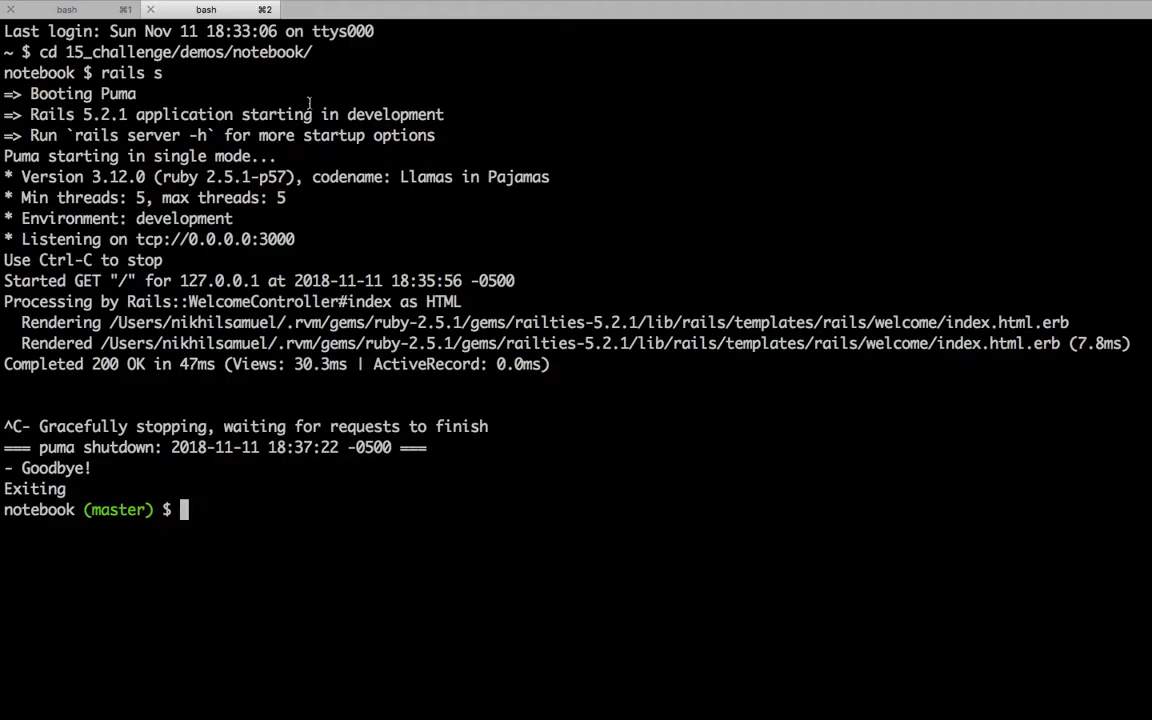 bash ⌘1 bash ⌘2
Last login: Sun Nov 11 18:33:06 on ttys000
~ $ cd 15_challenge/demos/notebook/
notebook $ rails s
=> Booting Puma
=> Rails 5.2.1 application starting in development
=> Run `rails server -h` for more startup options
Puma starting in single mode...
* Version 3.12.0 (ruby 2.5.1-p57), codename: Llamas in Pajamas
* Min threads: 5, max threads: 5
* Environment: development
* Listening on tcp://0.0.0.0:3000
Use Ctrl-C to stop
Started GET "/" for 127.0.0.1 at 2018-11-11 18:35:56 -0500
Processing by Rails::WelcomeController#index as HTML
  Rendering /Users/nikhilsamuel/.rvm/gems/ruby-2.5.1/gems/railties-5.2.1/lib/rails/templates/rails/welcome/index.html.erb
  Rendered /Users/nikhilsamuel/.rvm/gems/ruby-2.5.1/gems/railties-5.2.1/lib/rails/templates/rails/welcome/index.html.erb (7.8ms)
Completed 200 OK in 47ms (Views: 30.3ms | ActiveRecord: 0.0ms)
^C- Gracefully stopping, waiting for requests to finish
=== puma shutdown: 2018-11-11 18:37:22 -0500 ===
- Goodbye!
Exiting
notebook (master) $